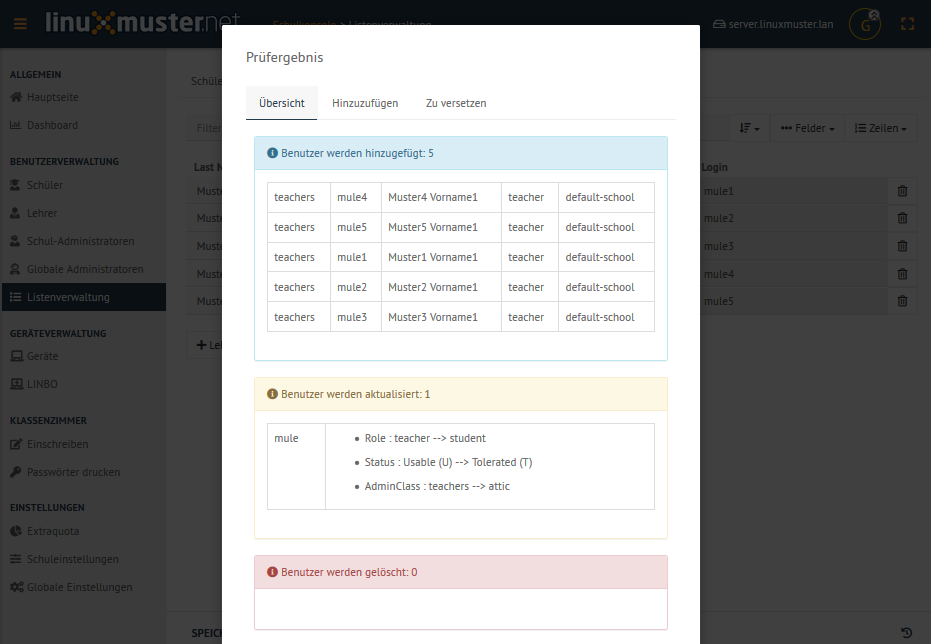 linuxmuster.net
Schulkonsole > Listenverwaltung
server.linuxmuster.lan
G
ALLGEMEIN
Hauptseite
Dashboard
BENUTZERVERWALTUNG
Schüler
Lehrer
Schul-Administratoren
Globale Administratoren
Listenverwaltung
GERÄTEVERWALTUNG
Geräte
LINBO
KLASSENZIMMER
Einschreiben
Passwörter drucken
EINSTELLUNGEN
Extraquota
Schuleinstellungen
Globale Einstellungen
Schüle
Filter
Felder
Zeilen
Last N
Login
Muste
mule1
Muste
mule2
Muste
mule3
Muste
mule4
Muste
mule5
Le
SPEICH
Prüfergebnis
Übersicht Hinzuzufügen Zu versetzen
Benutzer werden hinzugefügt: 5
teachers mule4 Muster4 Vorname1 teacher default-school
teachers mule5 Muster5 Vorname1 teacher default-school
teachers mule1 Muster1 Vorname1 teacher default-school
teachers mule2 Muster2 Vorname1 teacher default-school
teachers mule3 Muster3 Vorname1 teacher default-school
Benutzer werden aktualisiert: 1
mule
• Role : teacher --> student
• Status : Usable (U) --> Tolerated (T)
• AdminClass : teachers --> attic
Benutzer werden gelöscht: 0